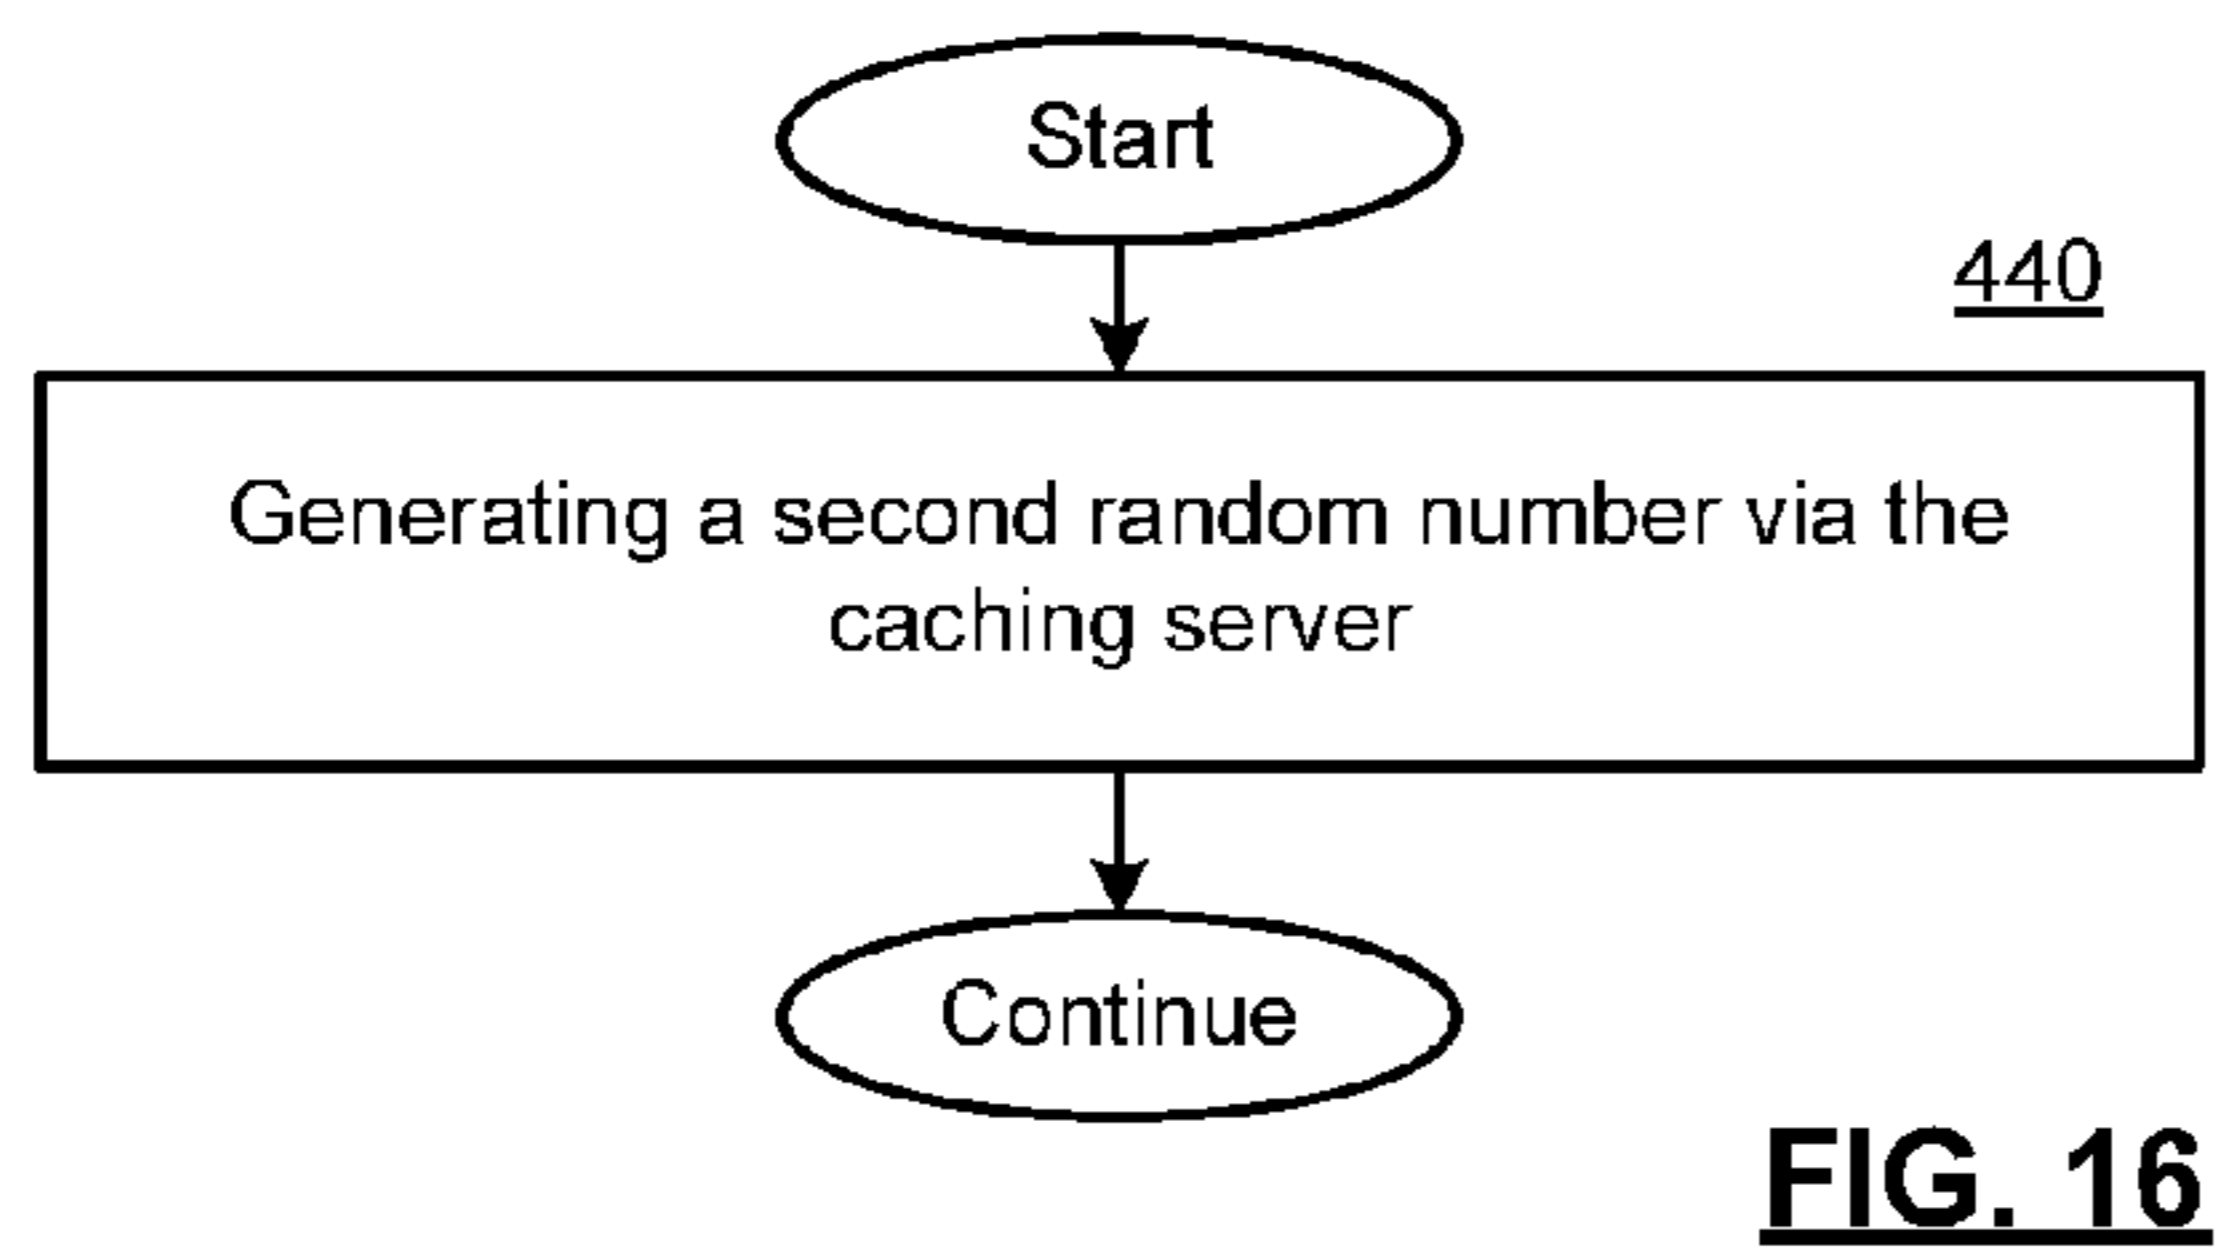 Start
440
Generating a second random number via the
caching server
Continue
FIG. 16